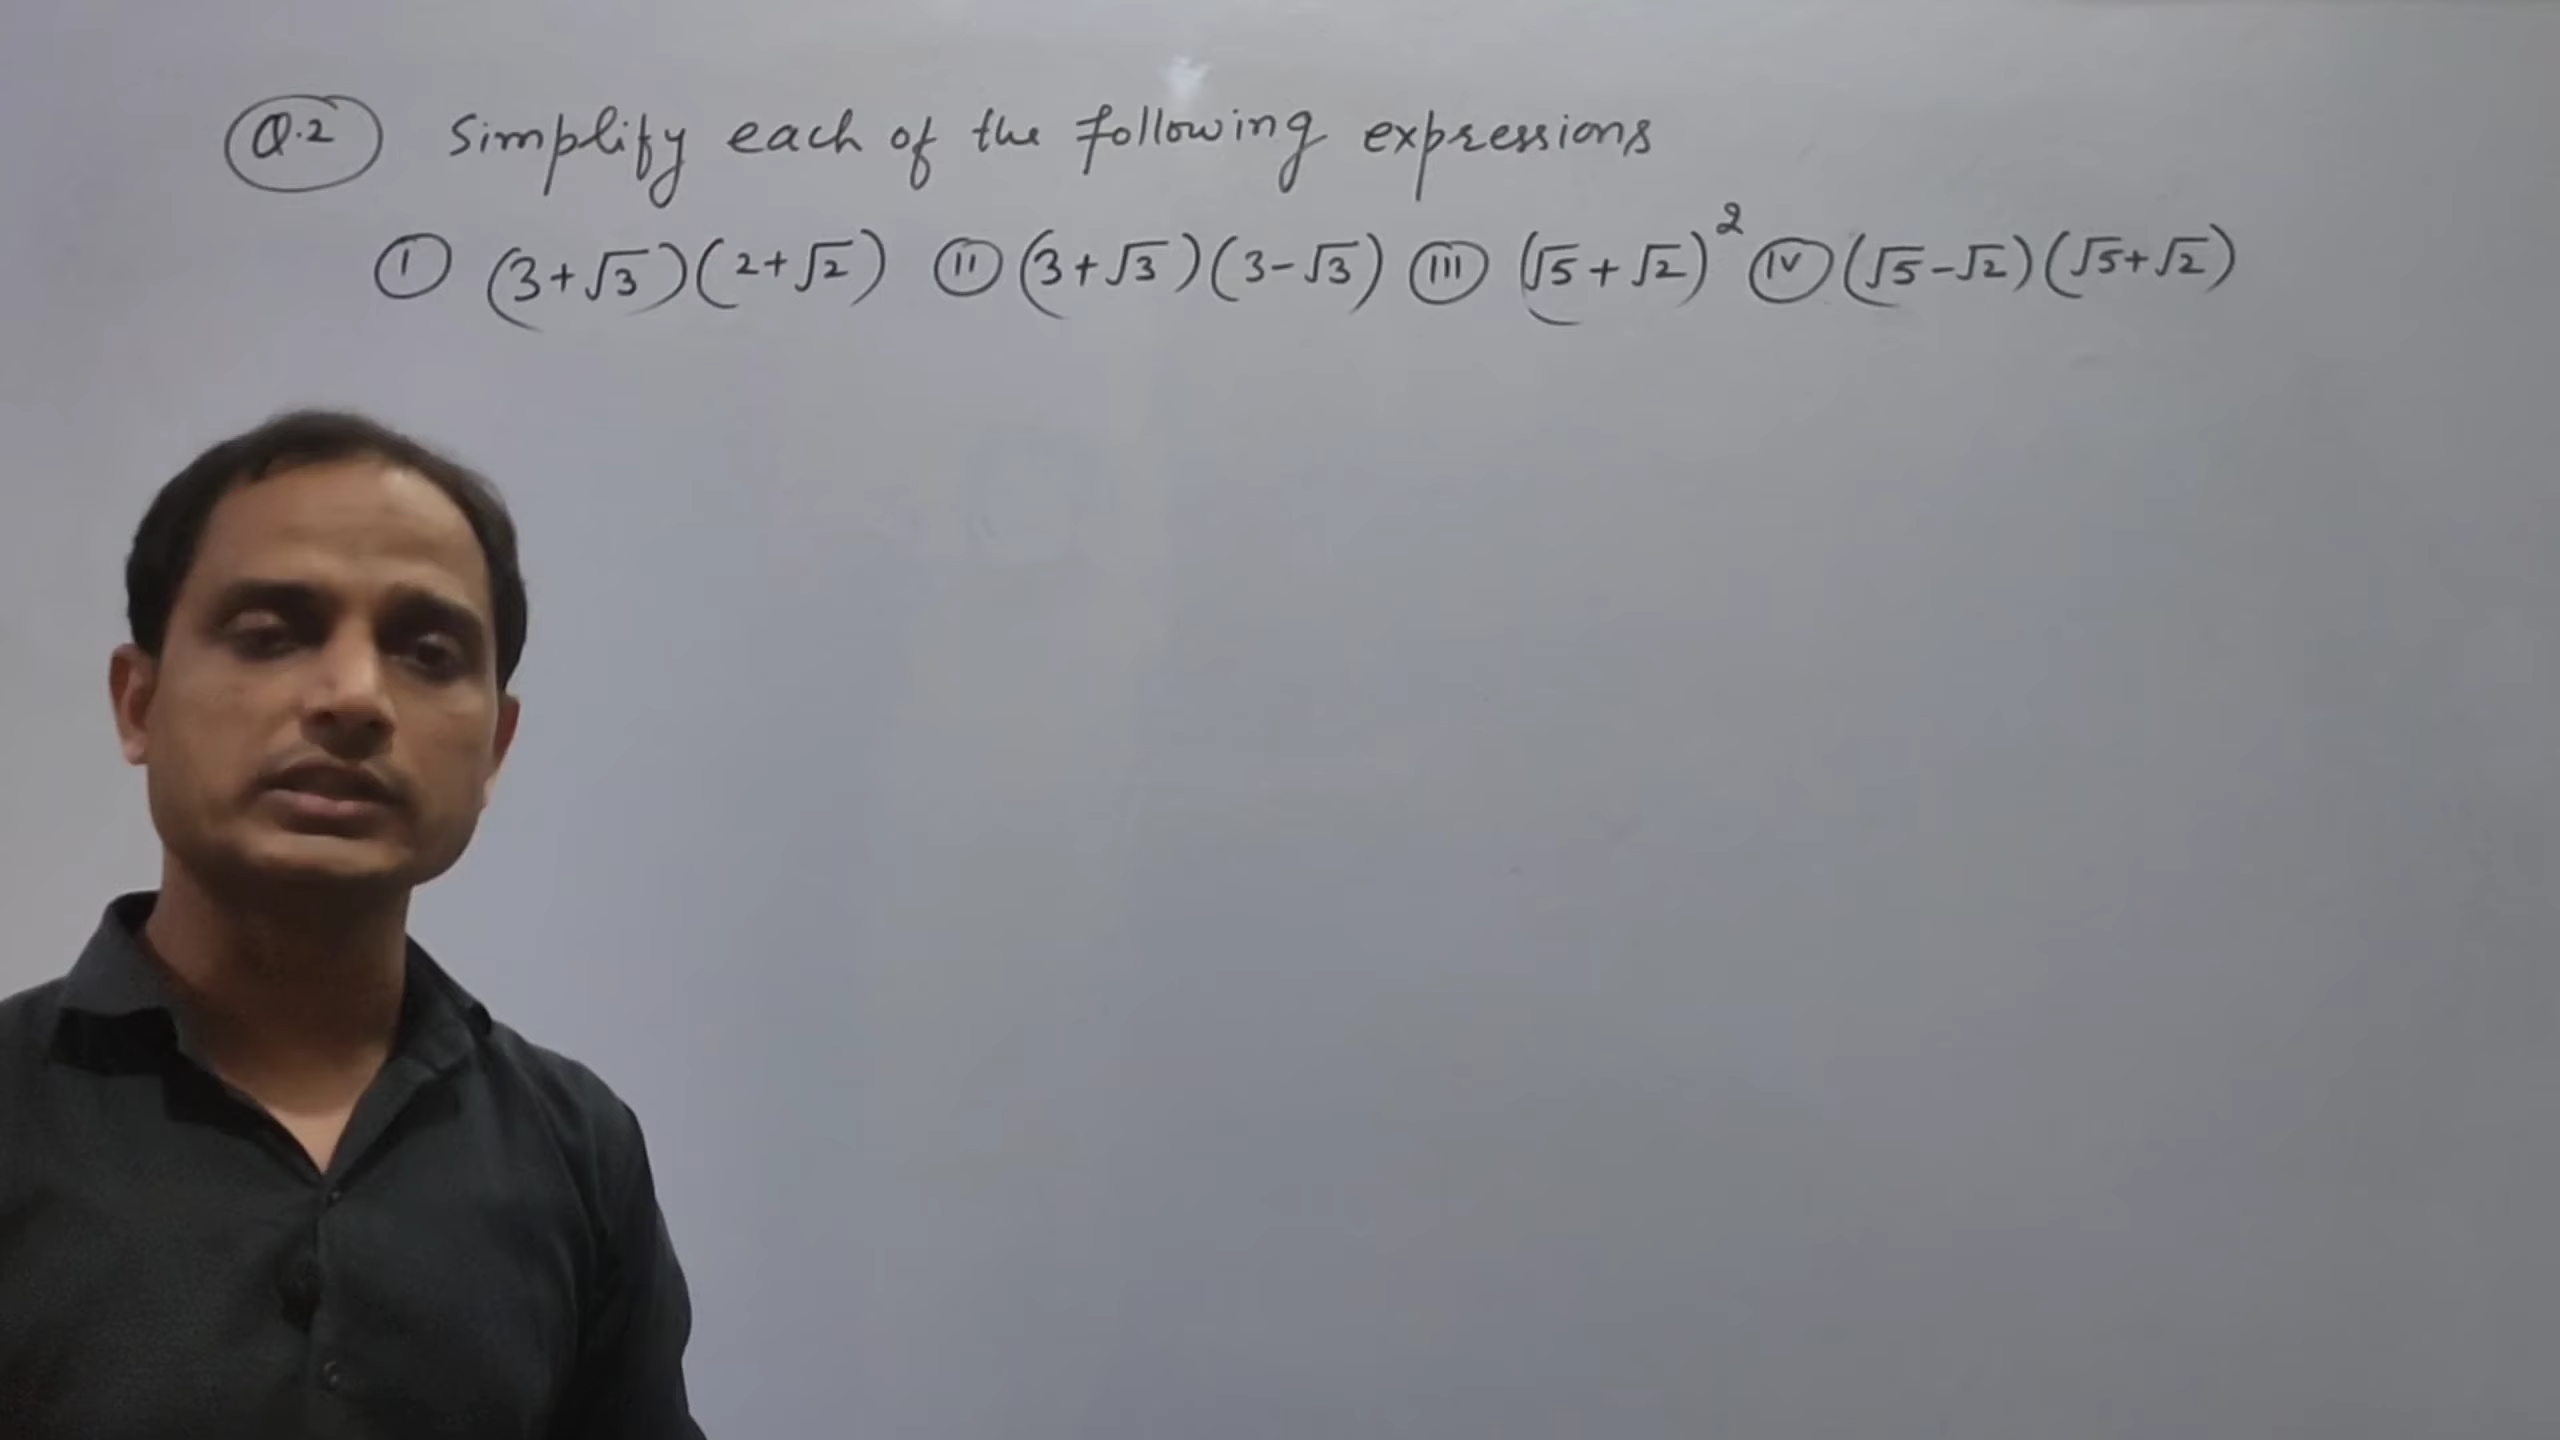 Q.2 Simplify each of the following expressions
(i) (3+√3)(2+√2) (ii) (3+√3)(3-√3) (iii) (√5+√2)² (iv) (√5-√2)(√5+√2)